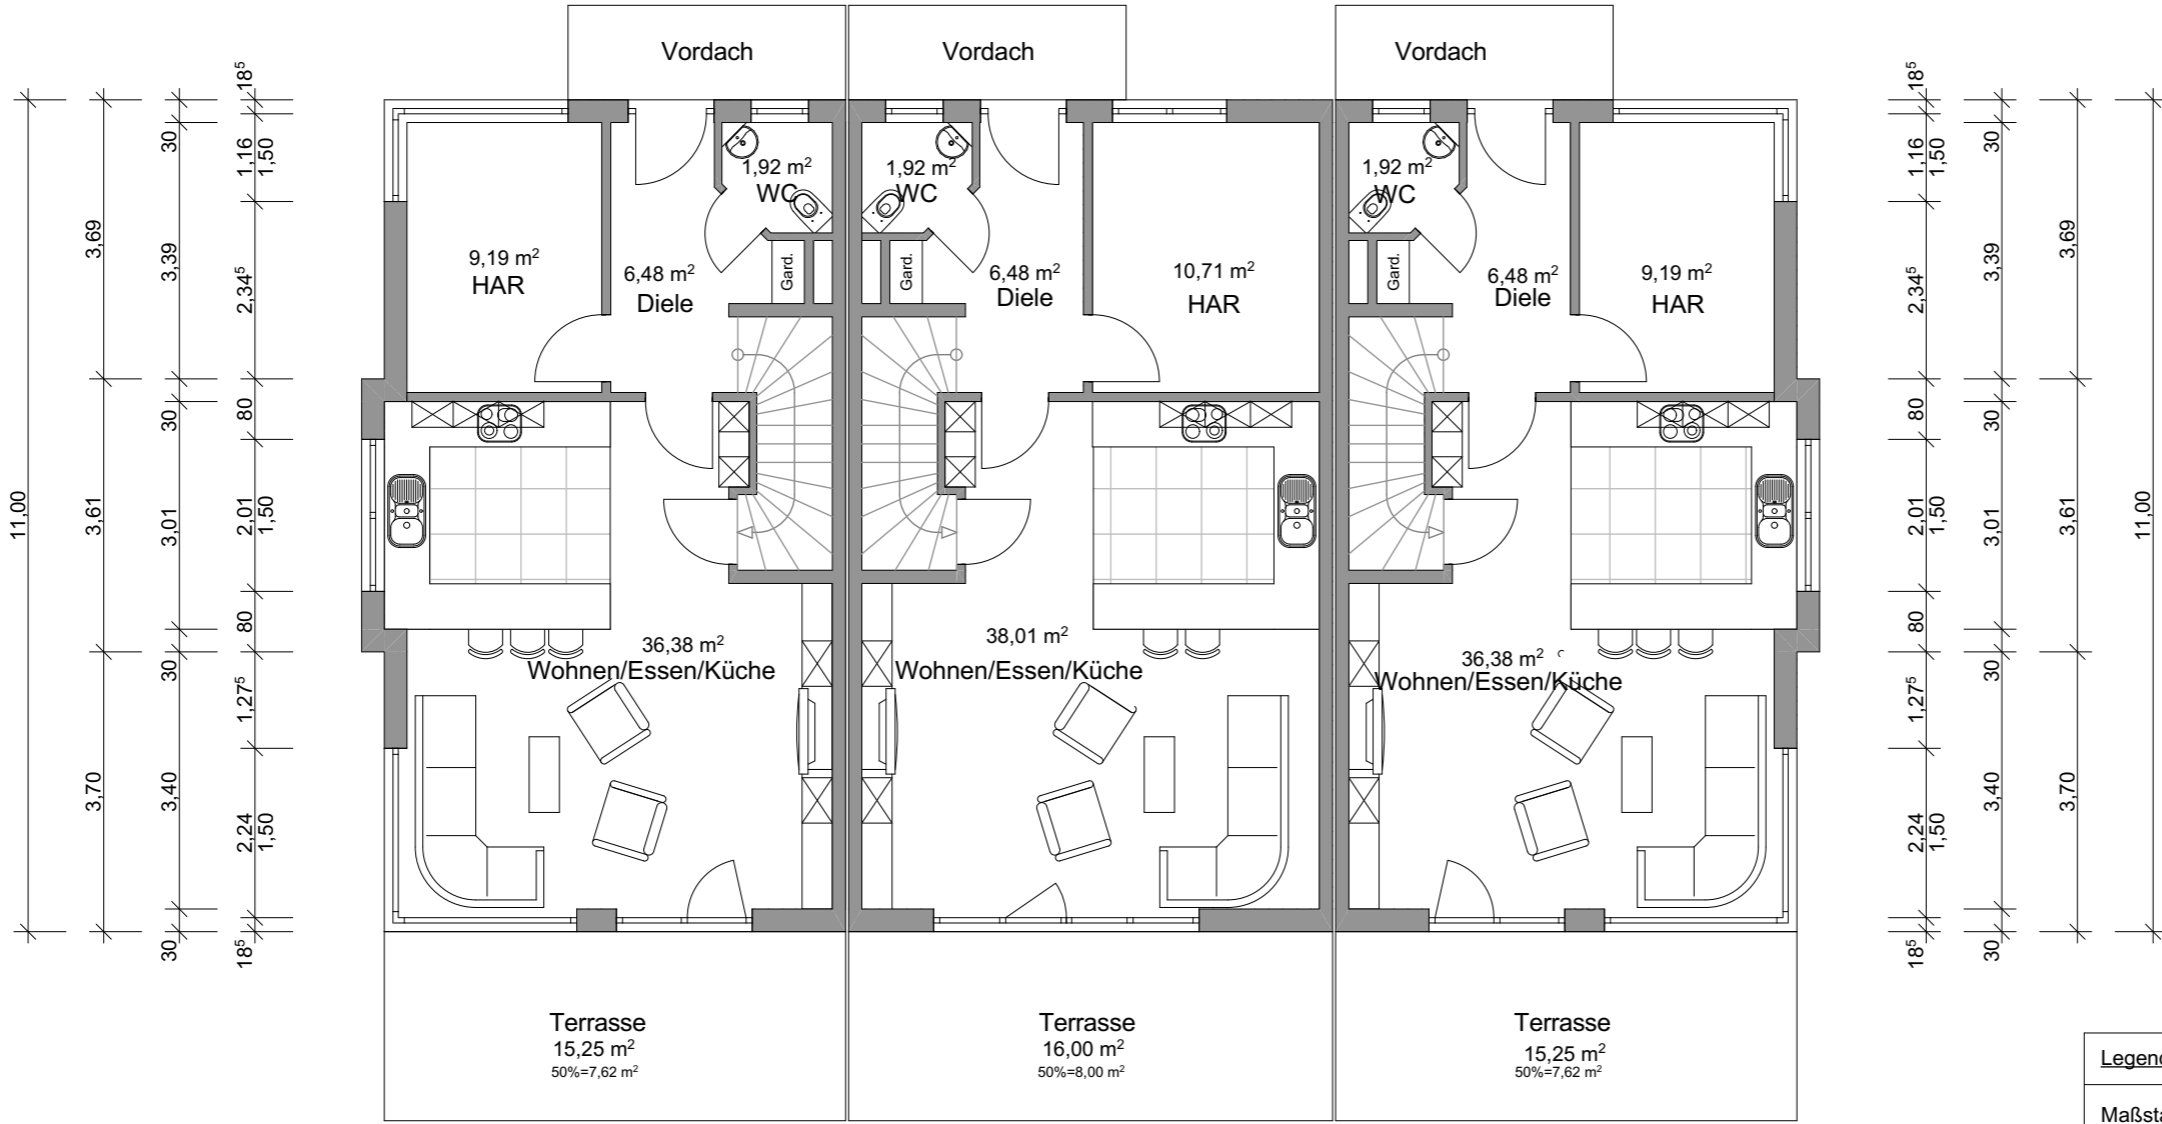 Vordach
Vordach
Vordach
1,92 m²
WC
1,92 m²
WC
1,92 m²
WC
9,19 m²
HAR
6,48 m²
Diele
Gard.
Gard.
6,48 m²
Diele
10,71 m²
HAR
Gard.
6,48 m²
Diele
9,19 m²
HAR
36,38 m²
Wohnen/Essen/Küche
38,01 m²
Wohnen/Essen/Küche
36,38 m²
Wohnen/Essen/Küche
Terrasse
15,25 m²
50%=7,62 m²
Terrasse
16,00 m²
50%=8,00 m²
Terrasse
15,25 m²
50%=7,62 m²
11,00
3,69
3,61
3,70
30
3,39
30
3,01
30
3,40
30
18⁵
1,16
1,50
2,34⁵
80
2,01
1,50
80
1,27⁵
2,24
1,50
18⁵
18⁵
1,16
1,50
2,34⁵
80
2,01
1,50
80
1,27⁵
2,24
1,50
18⁵
30
3,39
30
3,01
30
3,40
30
3,69
3,61
3,70
11,00